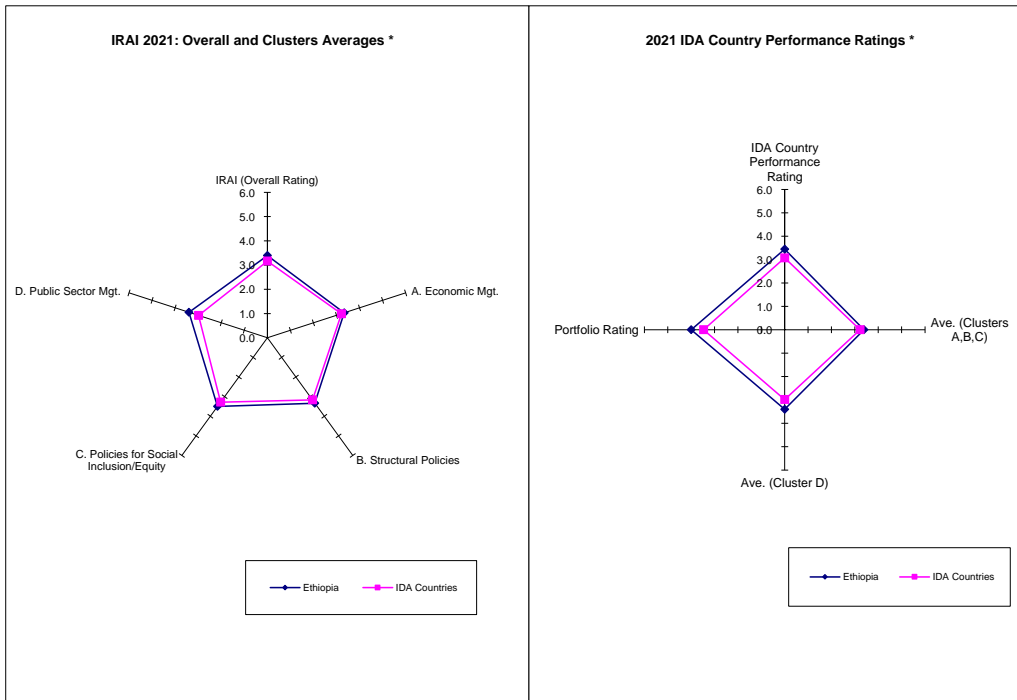 IRAI 2021: Overall and Clusters Averages *
IRAI (Overall Rating)
6.0
5.0
4.0
3.0
2.0
1.0
0.0
A. Economic Mgt.
B. Structural Policies
C. Policies for Social
Inclusion/Equity
D. Public Sector Mgt.
Ethiopia
IDA Countries
2021 IDA Country Performance Ratings *
IDA Country
Performance
Rating
6.0
5.0
4.0
3.0
2.0
1.0
0.0
Ave. (Clusters
A,B,C)
Ave. (Cluster D)
Portfolio Rating
Ethiopia
IDA Countries